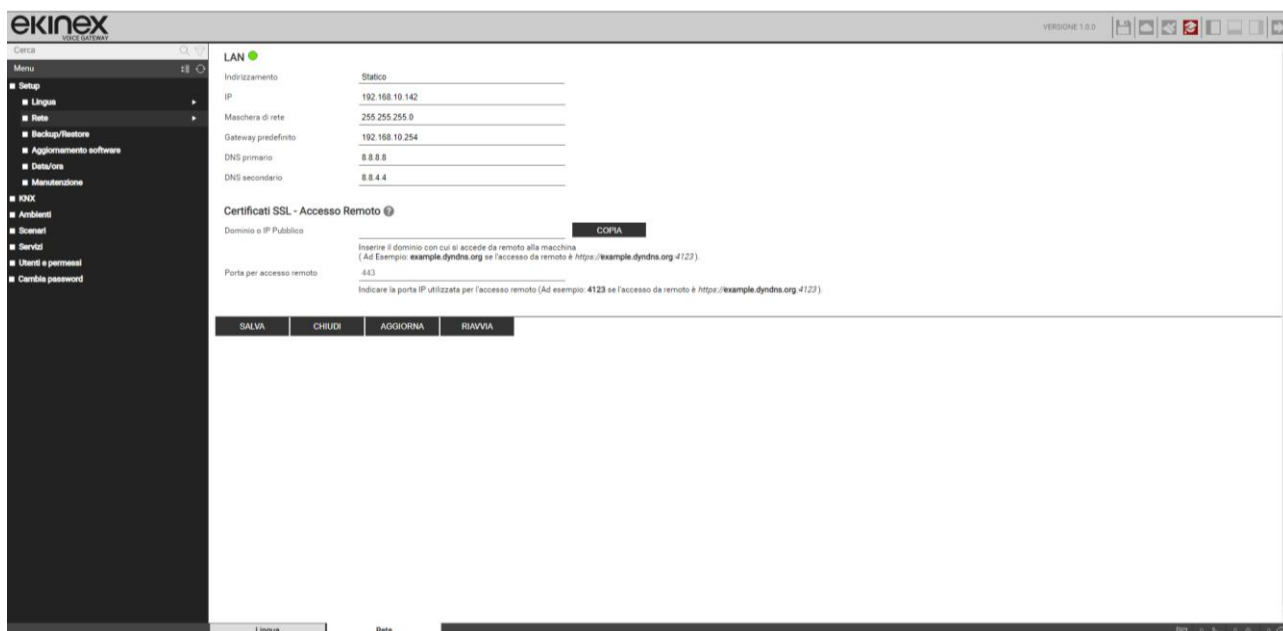 ekinex
VOICE GATEWAY
VERSIONE 1.0.0
Cerca
Menu
Setup
Lingua
Rete
Backup/Restore
Aggiornamento software
Data/ora
Manutenzione
KNX
Ambienti
Scenari
Servizi
Utenti e permessi
Cambia password
LAN
Indirizzamento Statico
IP 192.168.10.142
Maschera di rete 255.255.255.0
Gateway predefinito 192.168.10.254
DNS primario 8.8.8.8
DNS secondario 8.8.4.4
Certificati SSL - Accesso Remoto ?
Dominio o IP Pubblico COPIA
Inserire il dominio con cui si accede da remoto alla macchina
( Ad Esempio: example.dyndns.org se l'accesso da remoto è https://example.dyndns.org:4123 ).
Porta per accesso remoto 443
Indicare la porta IP utilizzata per l'accesso remoto (Ad esempio: 4123 se l'accesso da remoto è https://example.dyndns.org:4123 ).
SALVA CHIUDI AGGIORNA RIAVVIA
Lingua Rete